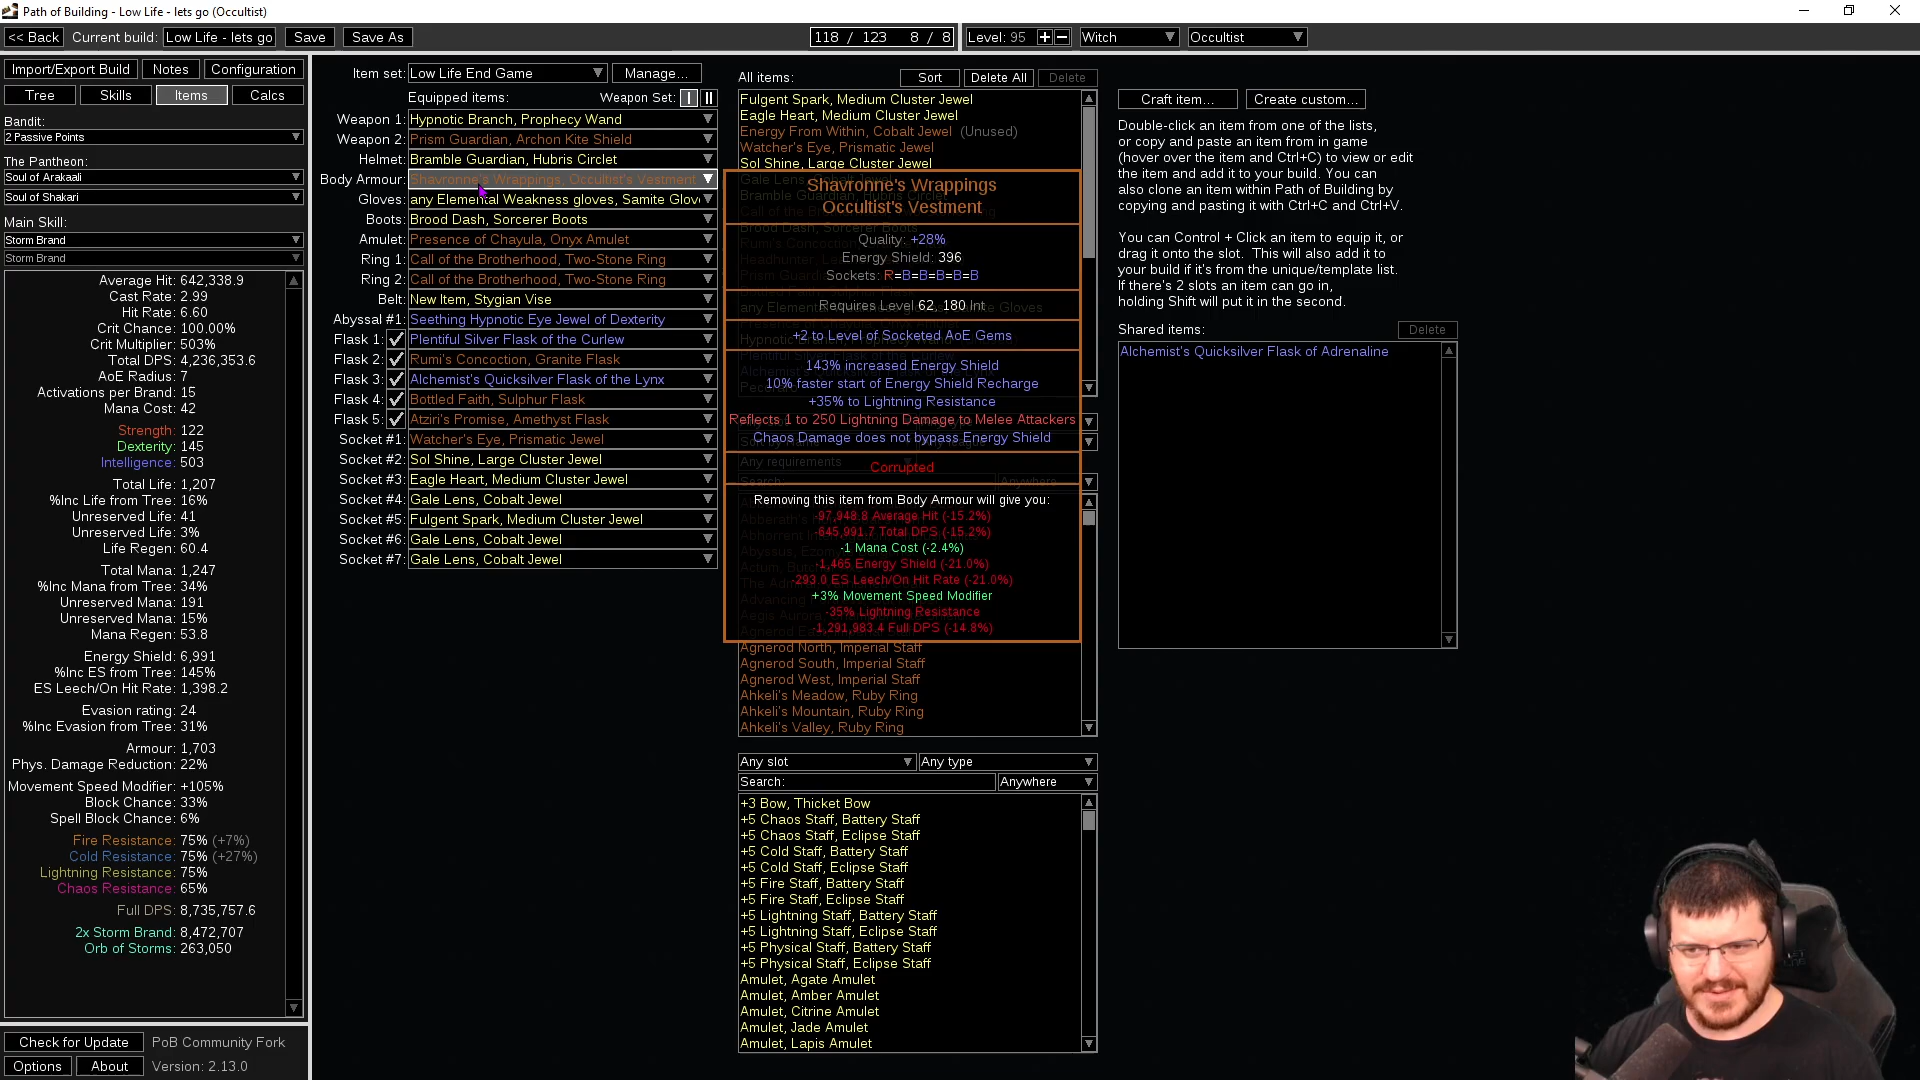 Path of Building - Low Life - lets go (Occultist)
<< Back
Current build:
Low Life - lets go
Save
Save As
118 / 123 8 / 8
Level: 95
Witch
Occultist
Import/Export Build
Notes
Configuration
Tree
Skills
Items
Calcs
Bandit:
2 Passive Points
The Pantheon:
Soul of Arakaali
Soul of Shakari
Main Skill:
Storm Brand
Storm Brand
Average Hit: 642,338.9
Cast Rate: 2.99
Hit Rate: 6.60
Crit Chance: 100.00%
Crit Multiplier: 503%
Total DPS: 4,236,353.6
AoE Radius: 7
Activations per Brand: 15
Mana Cost: 42
Strength: 122
Dexterity: 145
Intelligence: 503
Total Life: 1,207
%Inc Life from Tree: 16%
Unreserved Life: 41
Unreserved Life: 3%
Life Regen: 60.4
Total Mana: 1,247
%Inc Mana from Tree: 34%
Unreserved Mana: 191
Unreserved Mana: 15%
Mana Regen: 53.8
Energy Shield: 6,991
%Inc ES from Tree: 145%
ES Leech/On Hit Rate: 1,398.2
Evasion rating: 24
%Inc Evasion from Tree: 31%
Armour: 1,703
Phys. Damage Reduction: 22%
Movement Speed Modifier: +105%
Block Chance: 33%
Spell Block Chance: 6%
Fire Resistance: 75% (+7%)
Cold Resistance: 75% (+27%)
Lightning Resistance: 75%
Chaos Resistance: 65%
Full DPS: 8,735,757.6
2x Storm Brand: 8,472,707
Orb of Storms: 263,050
Check for Update
PoB Community Fork
Options
About
Version: 2.13.0
Item set: Low Life End Game
Manage...
Equipped items:
Weapon Set: I II
Weapon 1: Hypnotic Branch, Prophecy Wand
Weapon 2: Prism Guardian, Archon Kite Shield
Helmet: Bramble Guardian, Hubris Circlet
Body Armour: Shavronne's Wrappings, Occultist's Vestment
Gloves: any Elemental Weakness gloves, Samite Glov
Boots: Brood Dash, Sorcerer Boots
Amulet: Presence of Chayula, Onyx Amulet
Ring 1: Call of the Brotherhood, Two-Stone Ring
Ring 2: Call of the Brotherhood, Two-Stone Ring
Belt: New Item, Stygian Vise
Abyssal #1: Seething Hypnotic Eye Jewel of Dexterity
Flask 1: Plentiful Silver Flask of the Curlew
Flask 2: Rumi's Concoction, Granite Flask
Flask 3: Alchemist's Quicksilver Flask of the Lynx
Flask 4: Bottled Faith, Sulphur Flask
Flask 5: Atziri's Promise, Amethyst Flask
Socket #1: Watcher's Eye, Prismatic Jewel
Socket #2: Sol Shine, Large Cluster Jewel
Socket #3: Eagle Heart, Medium Cluster Jewel
Socket #4: Gale Lens, Cobalt Jewel
Socket #5: Fulgent Spark, Medium Cluster Jewel
Socket #6: Gale Lens, Cobalt Jewel
Socket #7: Gale Lens, Cobalt Jewel
All items:
Sort
Delete All
Delete
Fulgent Spark, Medium Cluster Jewel
Eagle Heart, Medium Cluster Jewel
Energy From Within, Cobalt Jewel (Unused)
Watcher's Eye, Prismatic Jewel
Sol Shine, Large Cluster Jewel
Shavronne's Wrappings
Occultist's Vestment
Quality: +28%
Energy Shield: 396
Sockets: R=B=B=B=B=B
Requires Level 62, 180 Int
+2 to Level of Socketed AoE Gems
143% increased Energy Shield
10% faster start of Energy Shield Recharge
+35% to Lightning Resistance
Reflects 1 to 250 Lightning Damage to Melee Attackers
Chaos Damage does not bypass Energy Shield
Any requirements
Corrupted
Search:
Anywhere
Removing this item from Body Armour will give you:
-97,948.8 Average Hit (-15.2%)
-645,991.7 Total DPS (-15.2%)
-1 Mana Cost (-2.4%)
-1,465 Energy Shield (-21.0%)
-293.0 ES Leech/On Hit Rate (-21.0%)
+3% Movement Speed Modifier
-35% Lightning Resistance
-1,291,983.4 Full DPS (-14.8%)
Agnerod North, Imperial Staff
Agnerod South, Imperial Staff
Agnerod West, Imperial Staff
Ahkeli's Meadow, Ruby Ring
Ahkeli's Mountain, Ruby Ring
Ahkeli's Valley, Ruby Ring
Any slot
Any type
Search:
Anywhere
+3 Bow, Thicket Bow
+5 Chaos Staff, Battery Staff
+5 Chaos Staff, Eclipse Staff
+5 Cold Staff, Battery Staff
+5 Cold Staff, Eclipse Staff
+5 Fire Staff, Battery Staff
+5 Fire Staff, Eclipse Staff
+5 Lightning Staff, Battery Staff
+5 Lightning Staff, Eclipse Staff
+5 Physical Staff, Battery Staff
+5 Physical Staff, Eclipse Staff
Amulet, Agate Amulet
Amulet, Amber Amulet
Amulet, Citrine Amulet
Amulet, Jade Amulet
Amulet, Lapis Amulet
Craft item...
Create custom...
Double-click an item from one of the lists,
or copy and paste an item from in game
(hover over the item and Ctrl+C) to view or edit
the item and add it to your build. You can
also clone an item within Path of Building by
copying and pasting it with Ctrl+C and Ctrl+V.
You can Control + Click an item to equip it, or
drag it onto the slot. This will also add it to
your build if it's from the unique/template list.
If there's 2 slots an item can go in,
holding Shift will put it in the second.
Shared items:
Delete
Alchemist's Quicksilver Flask of Adrenaline